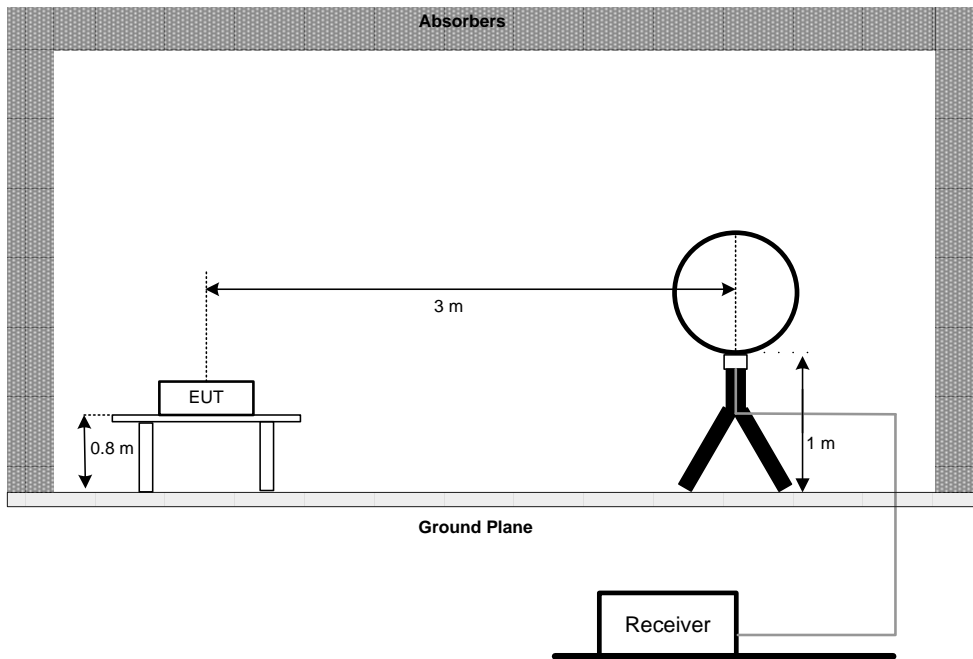 Absorbers
3 m
EUT
0.8 m
1 m
Ground Plane
Receiver